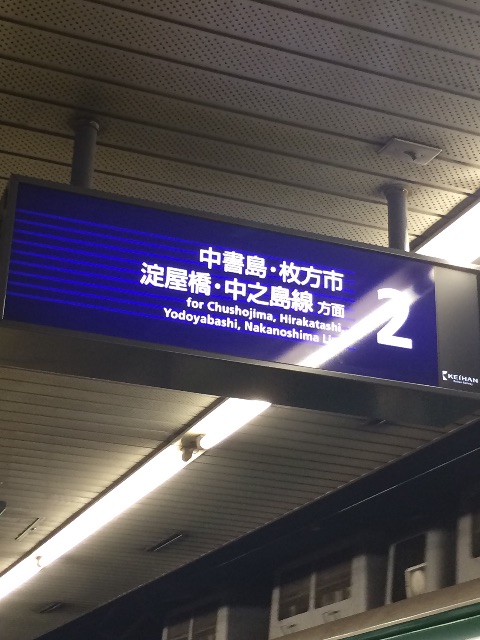 中書島・枚方市
淀屋橋・中之島線 方面
for Chushojima, Hirakatashi
Yodoyabashi, Nakanoshima
2
KEIHAN